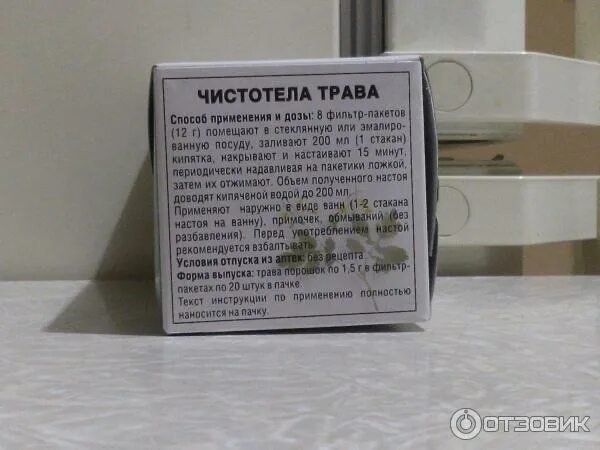 ЧИСТОТЕЛА ТРАВА
Способ применения и дозы: 8 фильтр-пакетов
(12 г) помещают в стеклянную или эмалиро-
ванную посуду, заливают 200 мл (1 стакан)
кипятка, накрывают и настаивают 15 минут,
периодически надавливая на пакетики ложкой,
затем их отжимают. Объем полученного настоя
доводят кипяченой водой до 200 мл.
Применяют наружно в виде ванн (1-2 стакана
настоя на ванну), примочек, обмываний (без
разбавления). Перед употреблением настой
рекомендуется взбалтывать.
Условия отпуска из аптек: без рецепта.
Форма выпуска: трава порошок по 1,5 г в фильтр-
пакетах по 20 штук в пачке.
Текст инструкции по применению полностью
наносится на пачку.
ОТЗОВИК